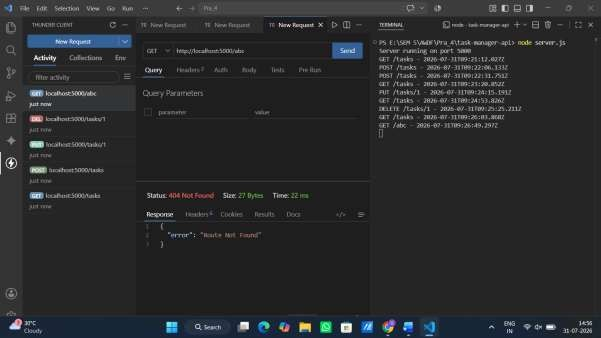 File Edit Selection View Go Run ... Pra_4
THUNDER CLIENT
New Request
Activity Collections Env
filter activity
GET localhost:5000/abc
just now
DEL localhost:5000/tasks/1
just now
PUT localhost:5000/tasks/1
just now
POST localhost:5000/tasks
just now
GET localhost:5000/tasks
just now
TC New Request TC New Request TC New Request
GET http://localhost:5000/abc Send
Query Headers 2 Auth Body Tests Pre Run
Query Parameters
parameter value
Status: 404 Not Found Size: 27 Bytes Time: 22 ms
Response Headers 6 Cookies Results Docs
1 {
2 "error": "Route Not Found"
3 }
TERMINAL node - task-manager-api
PS E:\SEM 5\AWDF\Pra_4\task-manager-api> node server.js
Server running on port 5000
GET /tasks - 2026-07-31T09:21:12.027Z
POST /tasks - 2026-07-31T09:22:06.333Z
POST /tasks - 2026-07-31T09:22:31.751Z
GET /tasks - 2026-07-31T09:23:20.852Z
PUT /tasks/1 - 2026-07-31T09:24:15.191Z
GET /tasks - 2026-07-31T09:24:53.826Z
DELETE /tasks/1 - 2026-07-31T09:25:25.211Z
GET /tasks - 2026-07-31T09:26:03.868Z
GET /abc - 2026-07-31T09:26:49.297Z
30°C
Cloudy
Search
ENG
IN
14:56
31-07-2026